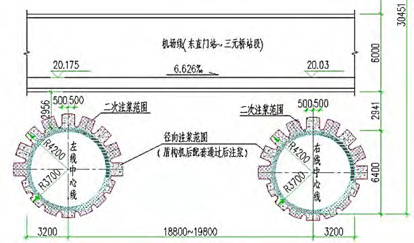 机场线(东直门站～三元桥站段)
20.175
6.626‰
20.03
30451
6000
2956
500 500
二次注浆范围
二次注浆范围
500 500
2941
R4200
R3700
左线中心线
径向注浆范围
(盾构机后配套通过后注浆)
R4200
R3700
右线中心线
6400
3200
18800~19800
3200